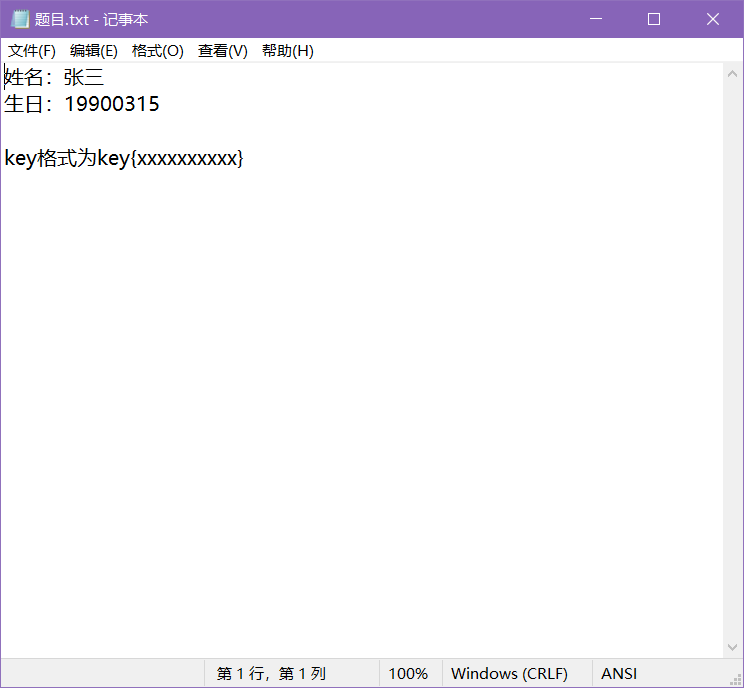 题目.txt - 记事本
文件(F) 编辑(E) 格式(O) 查看(V) 帮助(H)
姓名：张三
生日：19900315
key格式为key{xxxxxxxxxx}
第 1 行，第 1 列 100% Windows (CRLF) ANSI